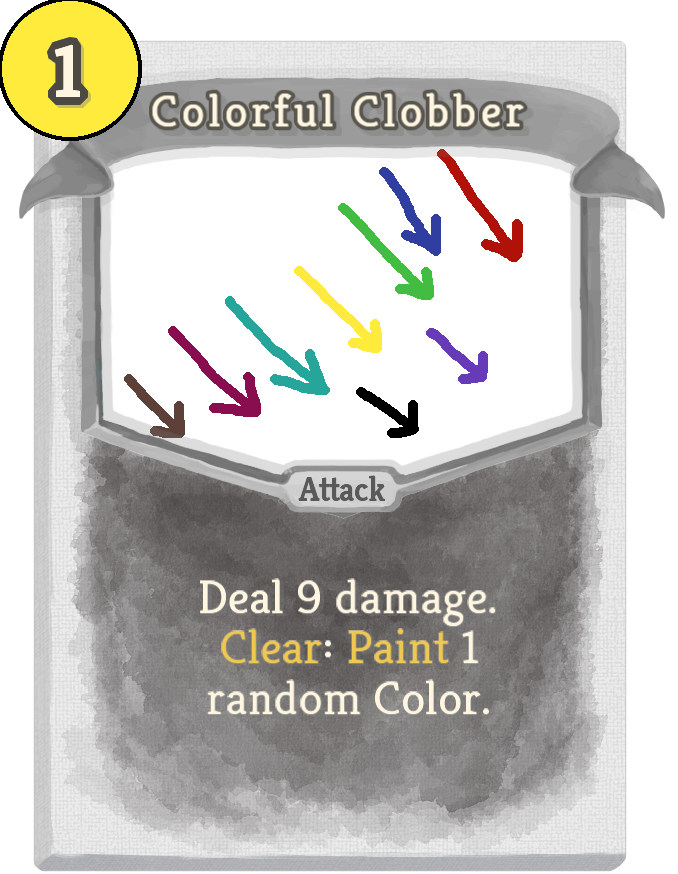 1
Colorful Clobber
Attack
Deal 9 damage.
Clear: Paint 1
random Color.